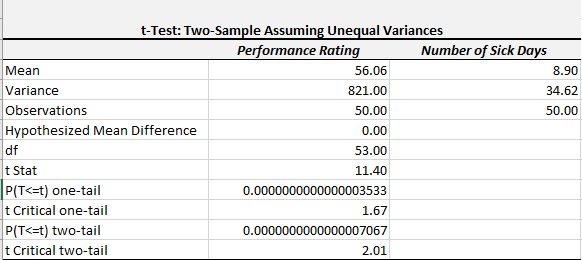 t-Test: Two-Sample Assuming Unequal Variances
Performance Rating Number of Sick Days
Mean 56.06 8.90
Variance 821.00 34.62
Observations 50.00 50.00
Hypothesized Mean Difference 0.00
df 53.00
t Stat 11.40
P(T<=t) one-tail 0.0000000000000003533
t Critical one-tail 1.67
P(T<=t) two-tail 0.0000000000000007067
t Critical two-tail 2.01